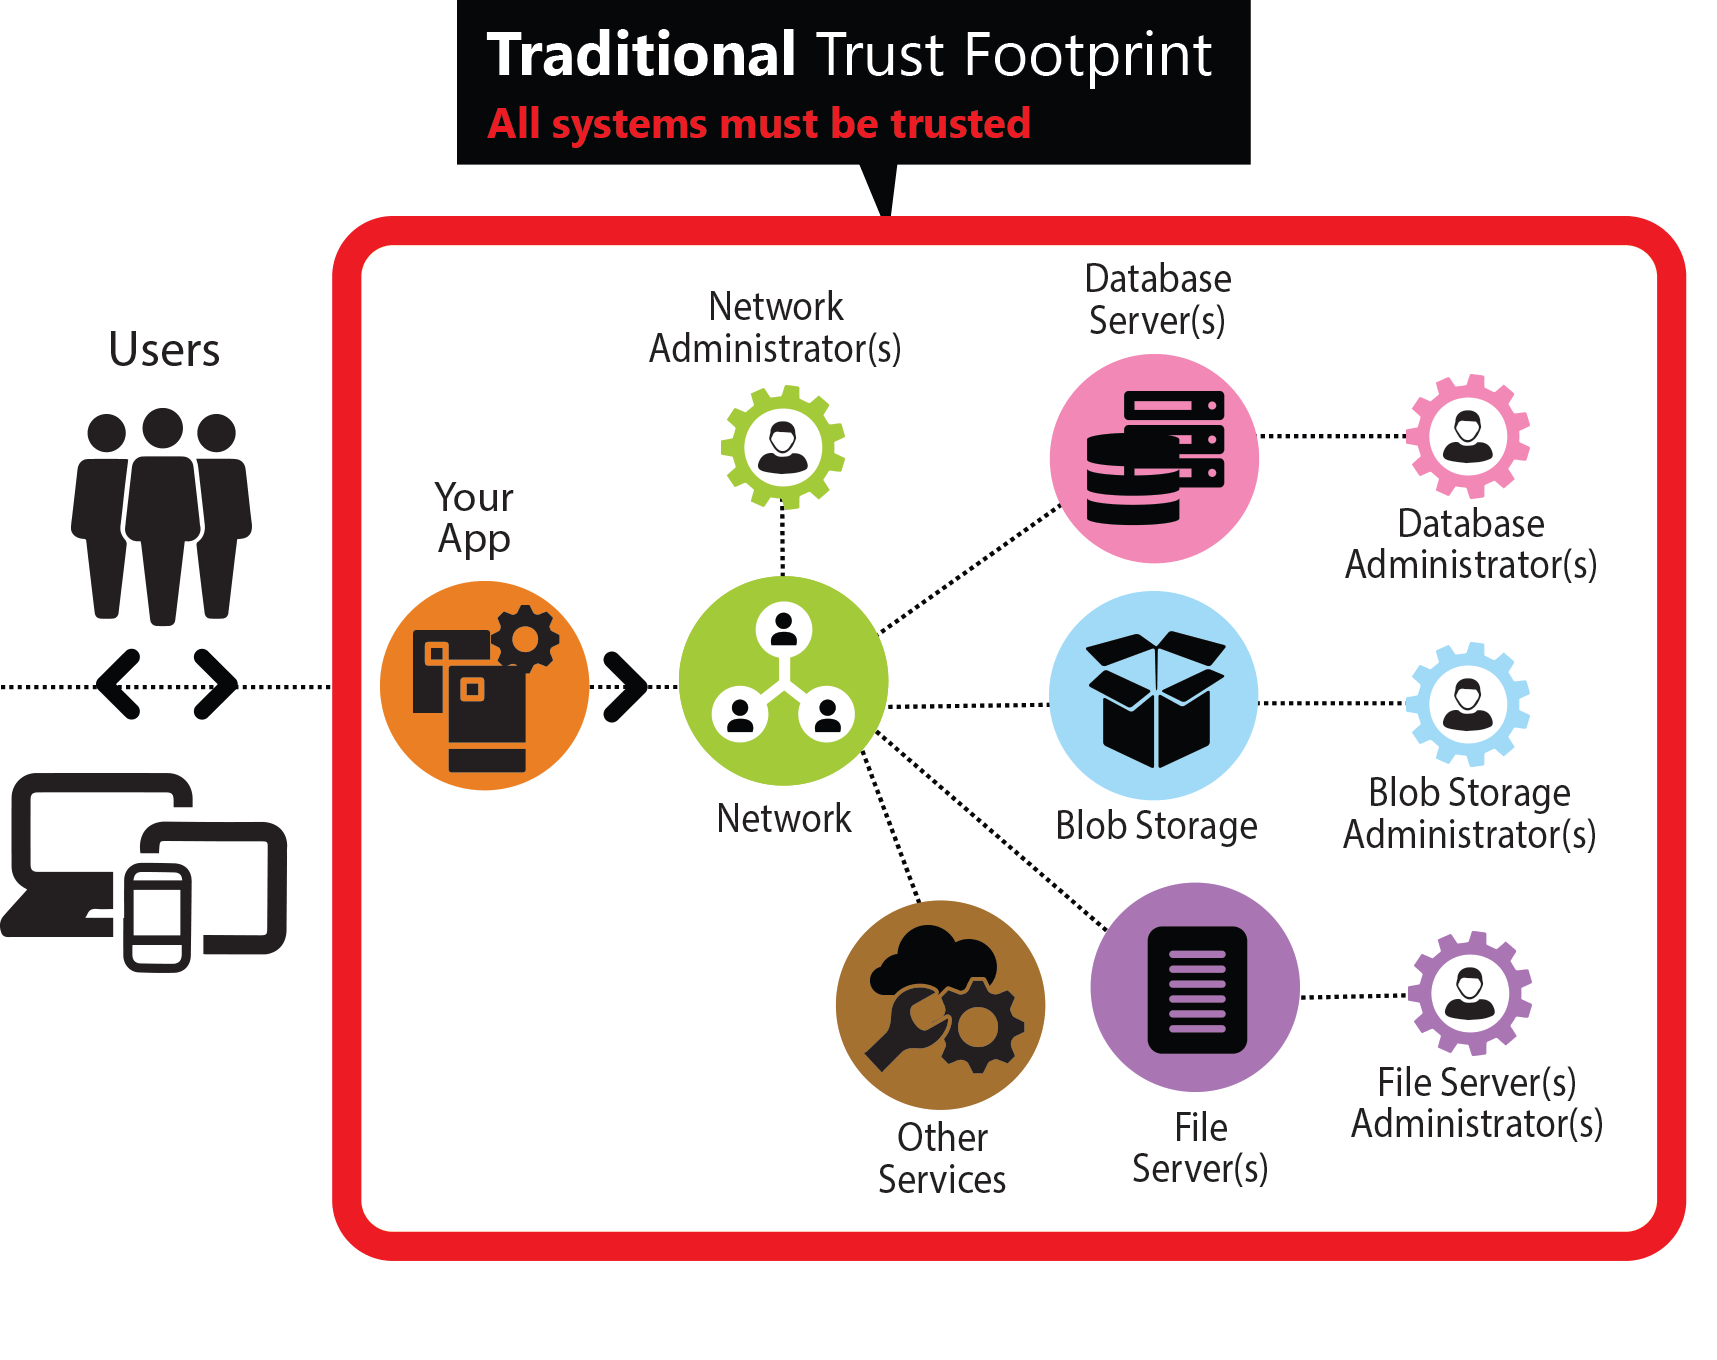 Traditional Trust Footprint
All systems must be trusted
Users
Your
App
Network
Administrator(s)
Network
Database
Server(s)
Database
Administrator(s)
Blob Storage
Blob Storage
Administrator(s)
Other
Services
File
Server(s)
File Server(s)
Administrator(s)